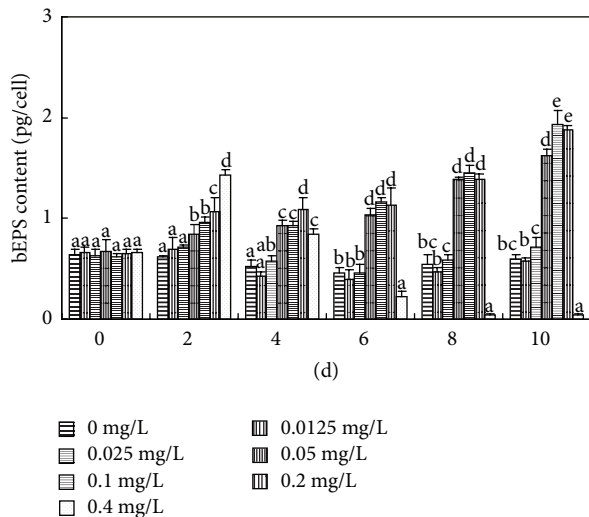 3
2
1
0
bEPS content (pg/cell)
a a a a a a a
a a a b b c d
a a ab c c d c
b b b d d d a
bc b c d d d a
bc b c d e e a
0 2 4 6 8 10
(d)
0 mg/L 0.0125 mg/L
0.025 mg/L 0.05 mg/L
0.1 mg/L 0.2 mg/L
0.4 mg/L